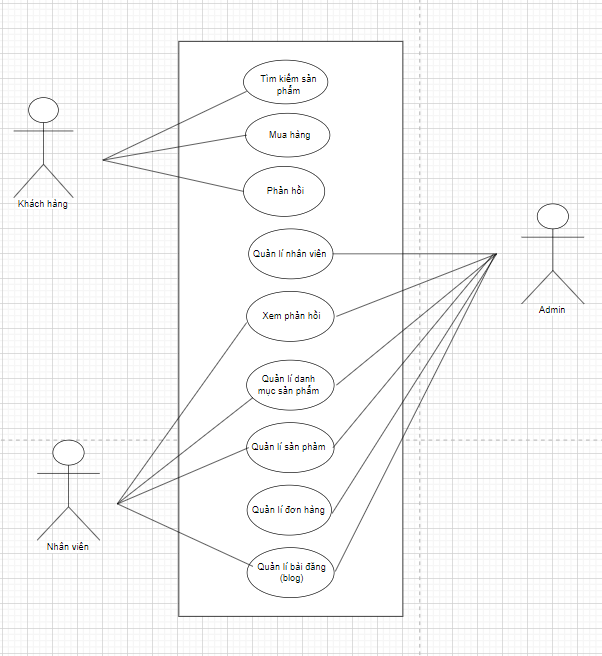 Tìm kiếm sản
phẩm
Mua hàng
Phản hồi
Khách hàng
Quản lí nhân viên
Admin
Xem phản hồi
Quản lí danh
mục sản phẩm
Quản lí sản phẩm
Quản lí đơn hàng
Nhân viên
Quản lí bài đăng
(blog)